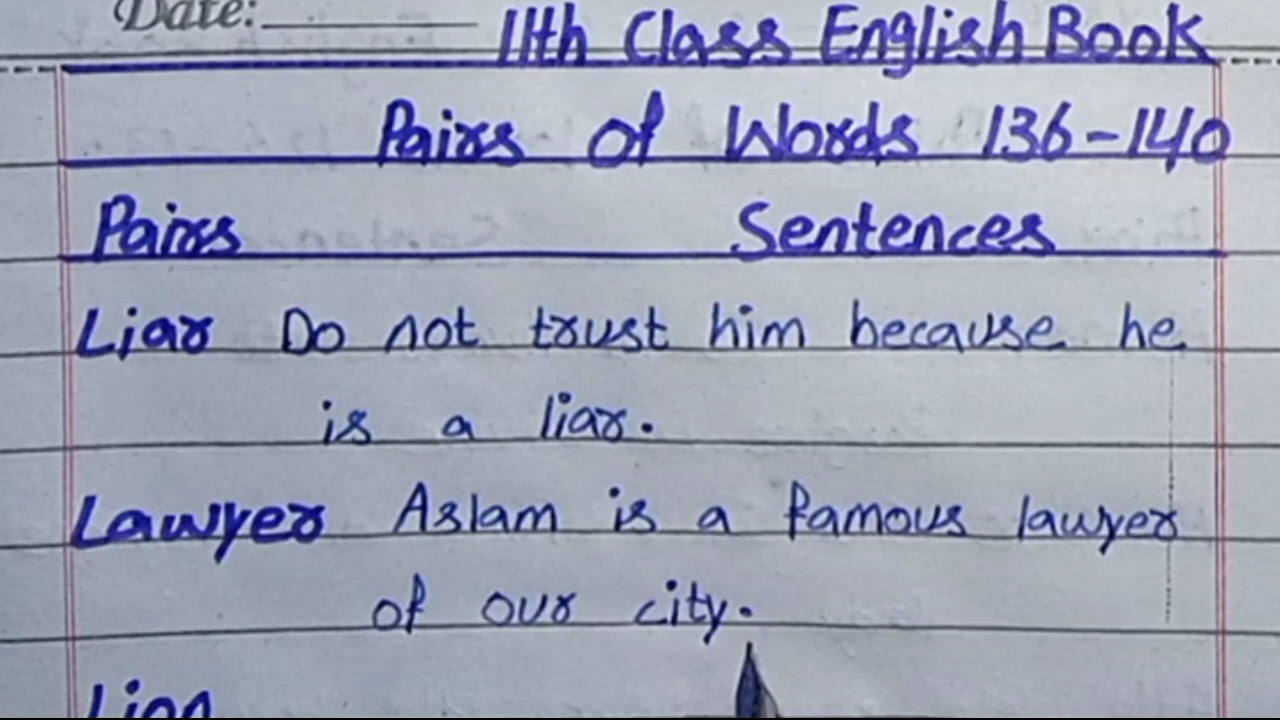 Date:
11th Class English Book
Pairs of Words 136-140
Pairs Sentences
Liar Do not trust him because he
is a liar.
Lawyer Aslam is a famous lawyer
of our city.
Lion